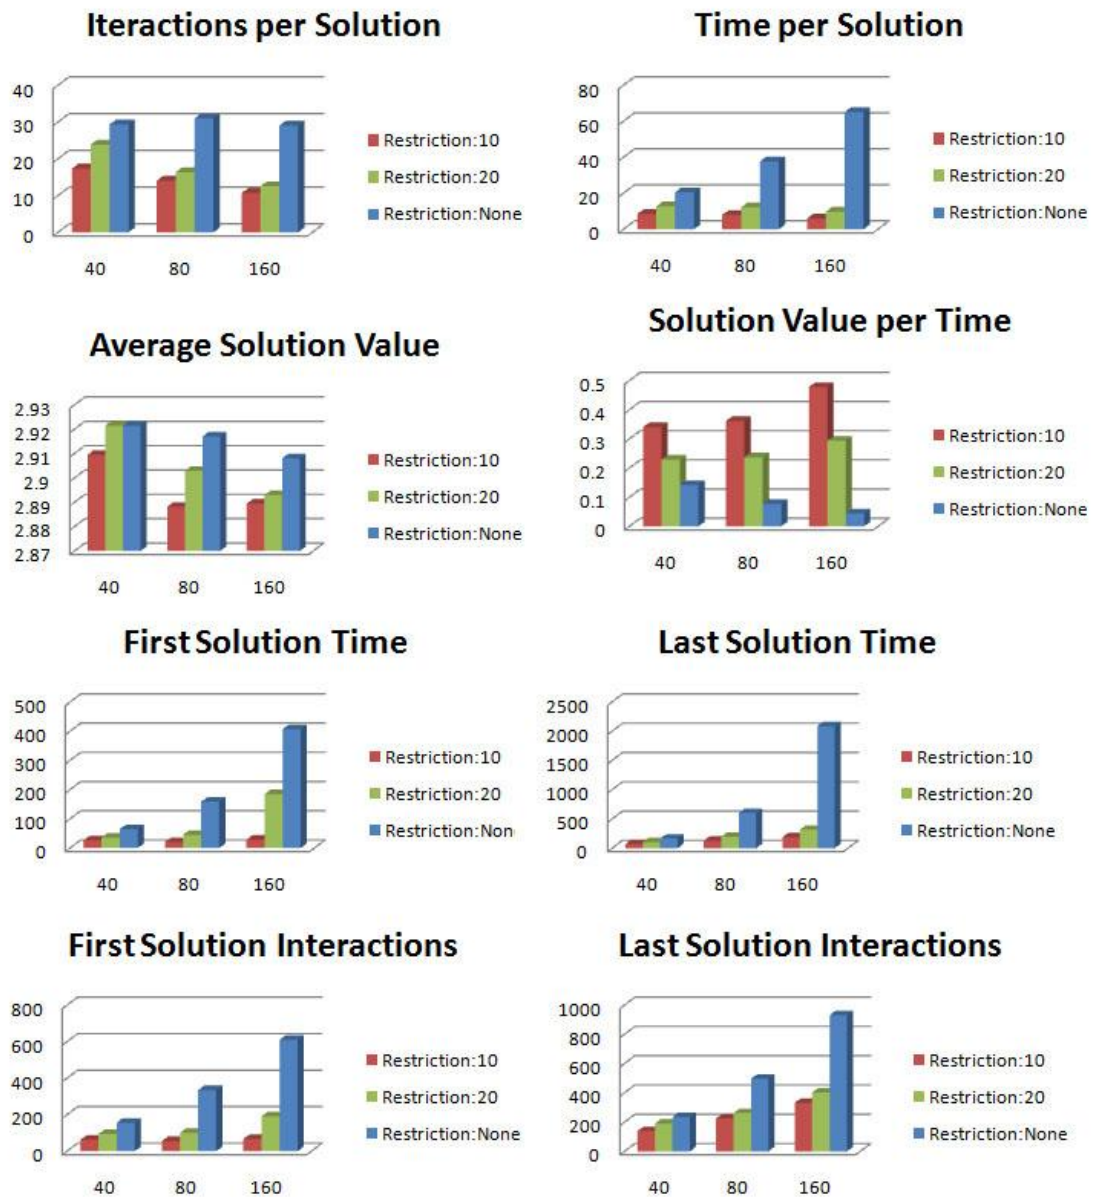 Iteractions per Solution
40
30
20
10
0
40 80 160
Restriction:10
Restriction:20
Restriction:None
Time per Solution
80
60
40
20
0
40 80 160
Restriction:10
Restriction:20
Restriction:None
Average Solution Value
2.93
2.92
2.91
2.9
2.89
2.88
2.87
40 80 160
Restriction:10
Restriction:20
Restriction:None
Solution Value per Time
0.5
0.4
0.3
0.2
0.1
0
40 80 160
Restriction:10
Restriction:20
Restriction:None
First Solution Time
500
400
300
200
100
0
40 80 160
Restriction:10
Restriction:20
Restriction:None
Last Solution Time
2500
2000
1500
1000
500
0
40 80 160
Restriction:10
Restriction:20
Restriction:None
First Solution Interactions
800
600
400
200
0
40 80 160
Restriction:10
Restriction:20
Restriction:None
Last Solution Interactions
1000
800
600
400
200
0
40 80 160
Restriction:10
Restriction:20
Restriction:None